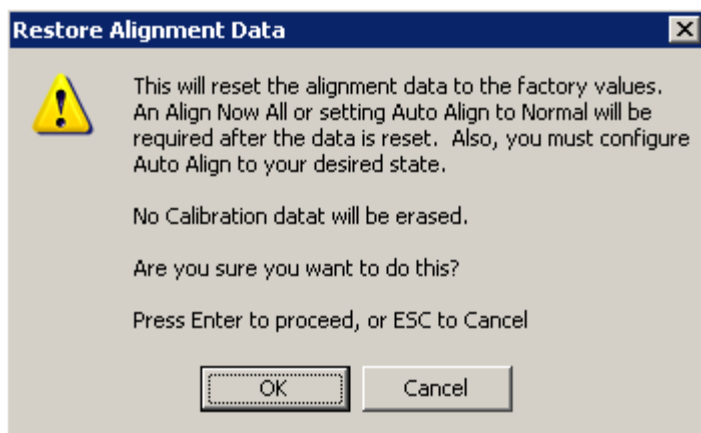 Restore Alignment Data
This will reset the alignment data to the factory values.
An Align Now All or setting Auto Align to Normal will be
required after the data is reset.  Also, you must configure
Auto Align to your desired state.
No Calibration datat will be erased.
Are you sure you want to do this?
Press Enter to proceed, or ESC to Cancel
OK
Cancel